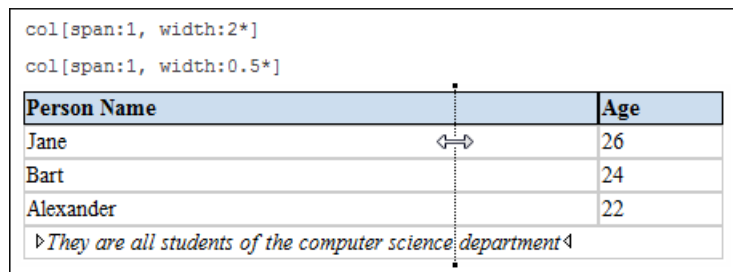 col[span:1, width:2*]
col[span:1, width:0.5*]
Person Name Age
Jane 26
Bart 24
Alexander 22
They are all students of the computer science department